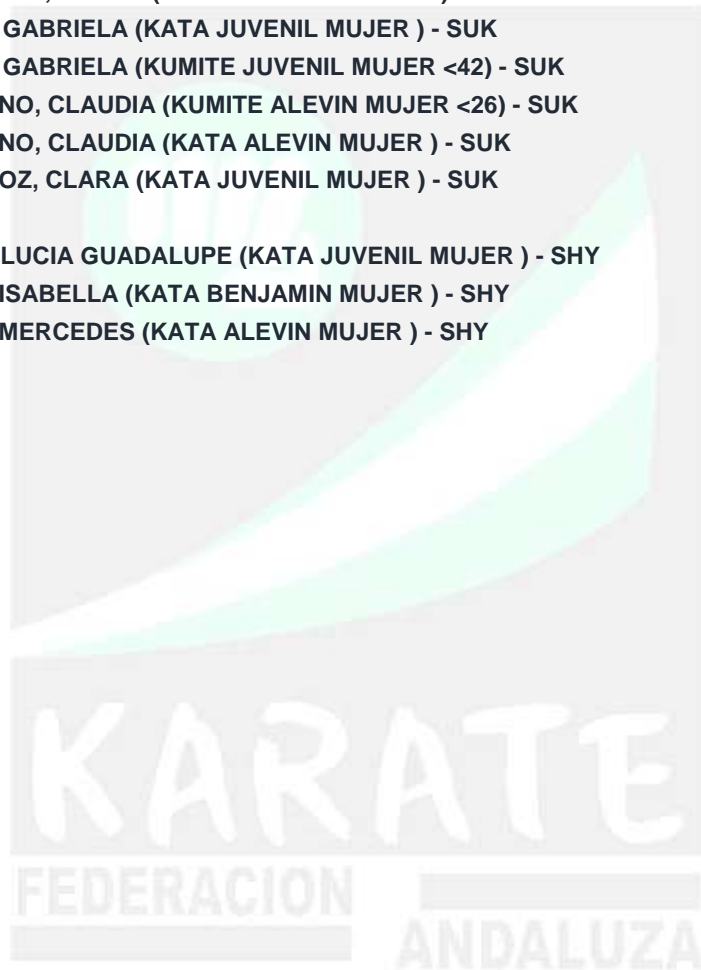 GABRIELA (KATA JUVENIL MUJER ) - SUK
GABRIELA (KUMITE JUVENIL MUJER <42) - SUK
NO, CLAUDIA (KUMITE ALEVIN MUJER <26) - SUK
NO, CLAUDIA (KATA ALEVIN MUJER ) - SUK
OZ, CLARA (KATA JUVENIL MUJER ) - SUK
LUCIA GUADALUPE (KATA JUVENIL MUJER ) - SHY
ISABELLA (KATA BENJAMIN MUJER ) - SHY
MERCEDES (KATA ALEVIN MUJER ) - SHY
KARATE
FEDERACION
ANDALUZA